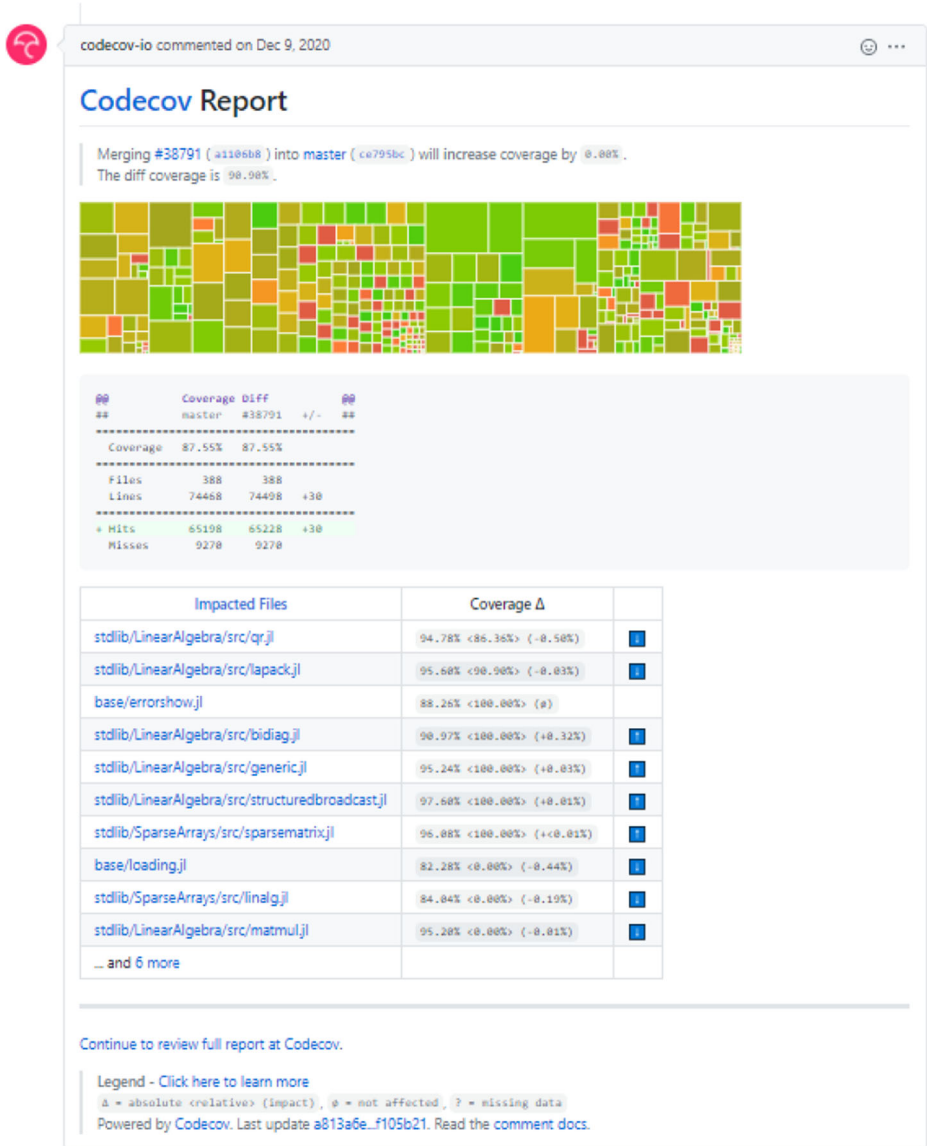 codecov-io commented on Dec 9, 2020
Codecov Report
Merging #38791 (a1106b8) into master (ce795bc) will increase coverage by 0.00%.
The diff coverage is 90.90%.
@@ Coverage Diff @@
## master #38791 +/- ##
===========================================
Coverage 87.55% 87.55%
===========================================
Files 388 388
Lines 74468 74498 +30
===========================================
+ Hits 65198 65228 +30
Misses 9270 9270
Impacted Files Coverage Δ
stdlib/LinearAlgebra/src/qr.jl 94.78% <86.36%> (-0.50%) ↓
stdlib/LinearAlgebra/src/lapack.jl 95.60% <90.90%> (-0.03%) ↓
base/errorshow.jl 88.26% <100.00%> (ø)
stdlib/LinearAlgebra/src/bidiag.jl 90.97% <100.00%> (+0.32%) ↑
stdlib/LinearAlgebra/src/generic.jl 95.24% <100.00%> (+0.03%) ↑
stdlib/LinearAlgebra/src/structuredbroadcast.jl 97.60% <100.00%> (+0.01%) ↑
stdlib/SparseArrays/src/sparsematrix.jl 96.08% <100.00%> (+<0.01%) ↑
base/loading.jl 82.28% <0.00%> (-0.44%) ↓
stdlib/SparseArrays/src/linalg.jl 84.04% <0.00%> (-0.19%) ↓
stdlib/LinearAlgebra/src/matmul.jl 95.20% <0.00%> (-0.01%) ↓
... and 6 more
Continue to review full report at Codecov.
Legend - Click here to learn more
Δ = absolute <relative> (impact), ø = not affected, ? = missing data
Powered by Codecov. Last update a813a6e...f105b21. Read the comment docs.